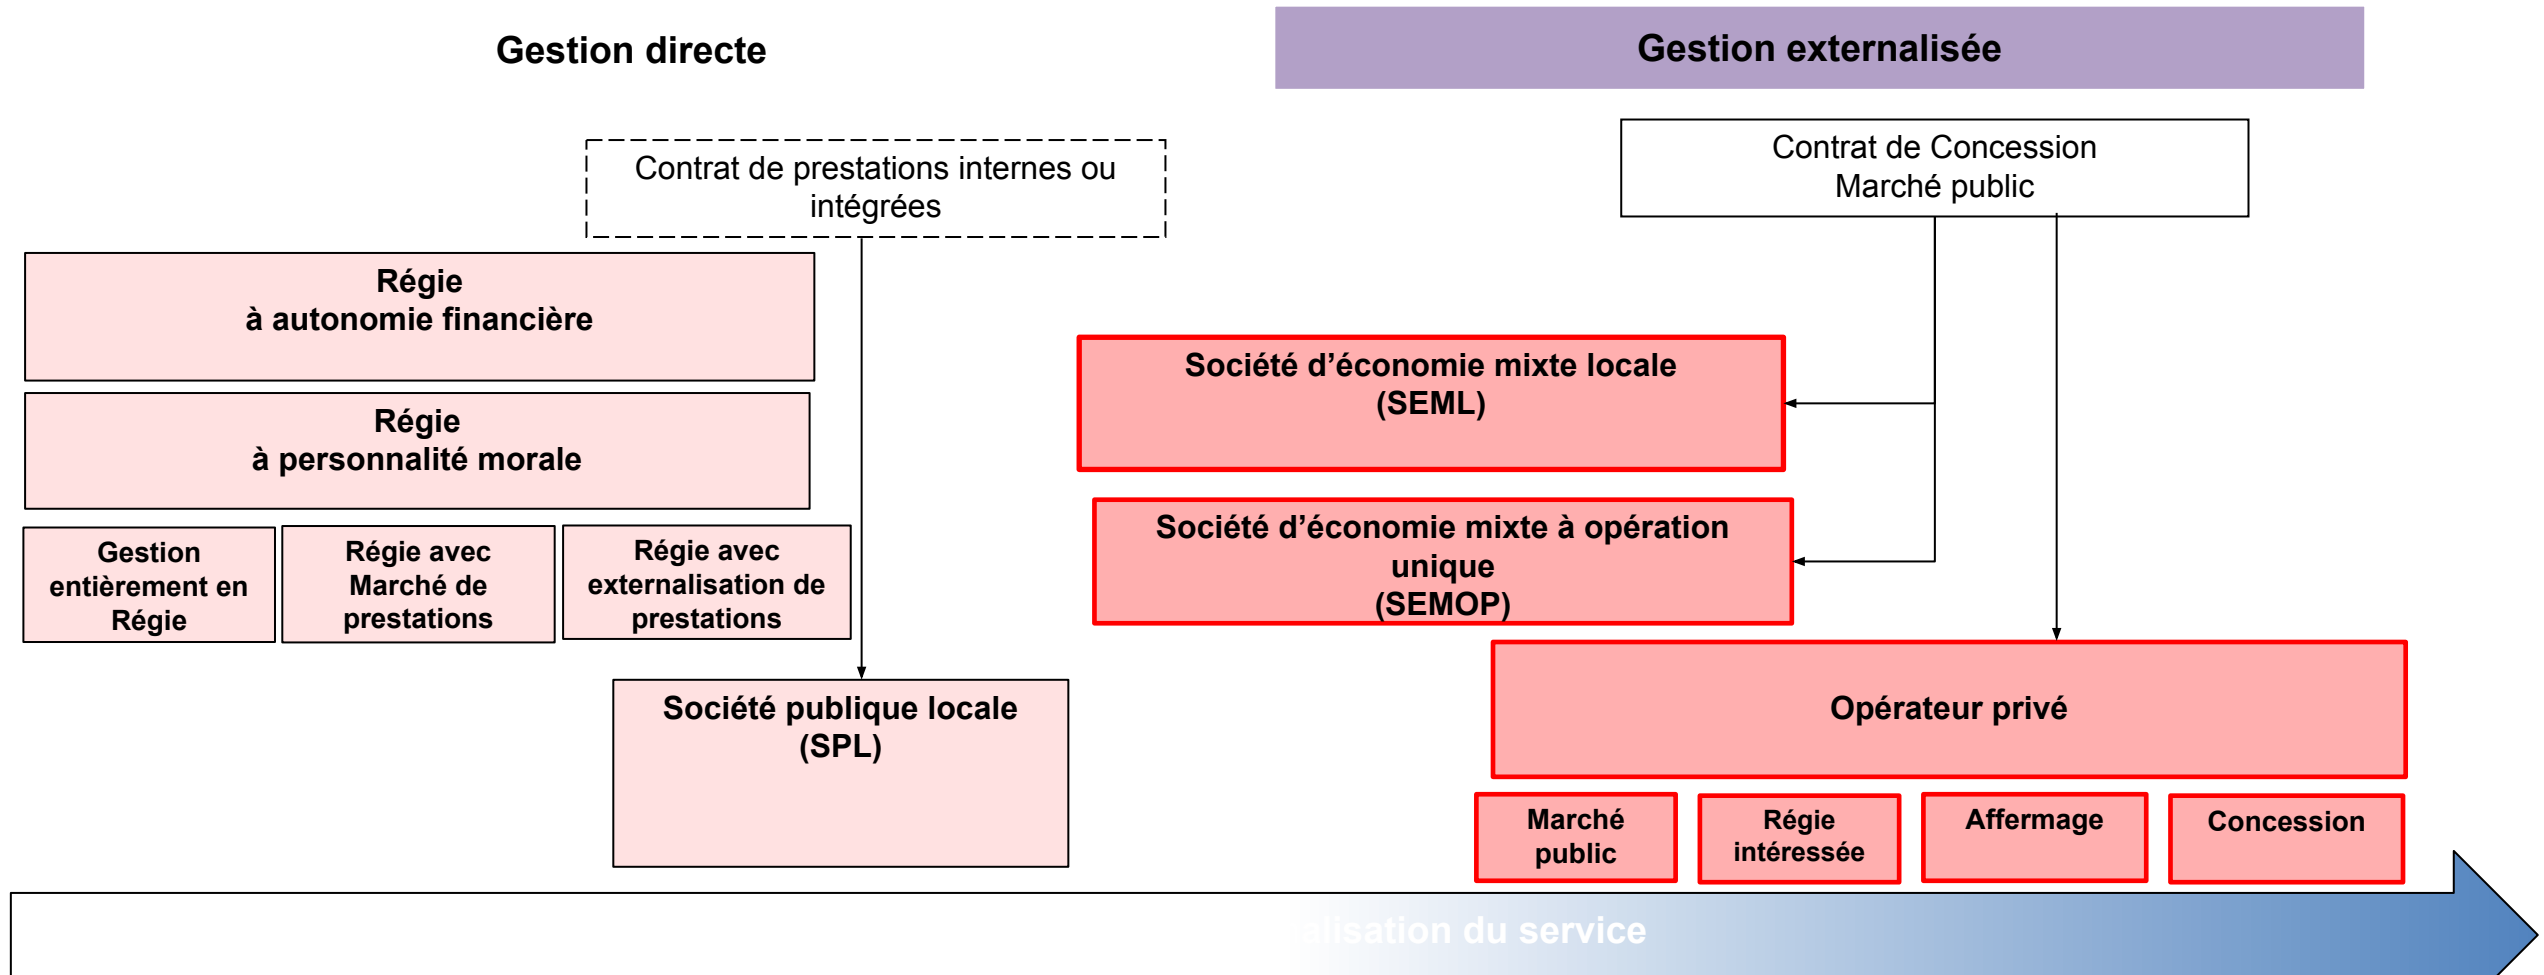 Gestion directe
Gestion externalisée
Contrat de prestations internes ou
intégrées
Contrat de Concession
Marché public
Régie
à autonomie financière
Régie
à personnalité morale
Gestion
entièrement en
Régie
Régie avec
Marché de
prestations
Régie avec
externalisation de
prestations
Société publique locale
(SPL)
Société d’économie mixte locale
(SEML)
Société d’économie mixte à opération
unique
(SEMOP)
Opérateur privé
Marché
public
Régie
intéressée
Affermage
Concession
du service